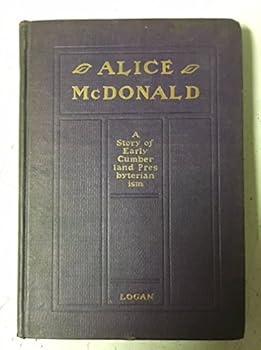 ALICE
McDONALD
A
Story of
Early
Cumber
land Pres
byterian
ism
LOGAN